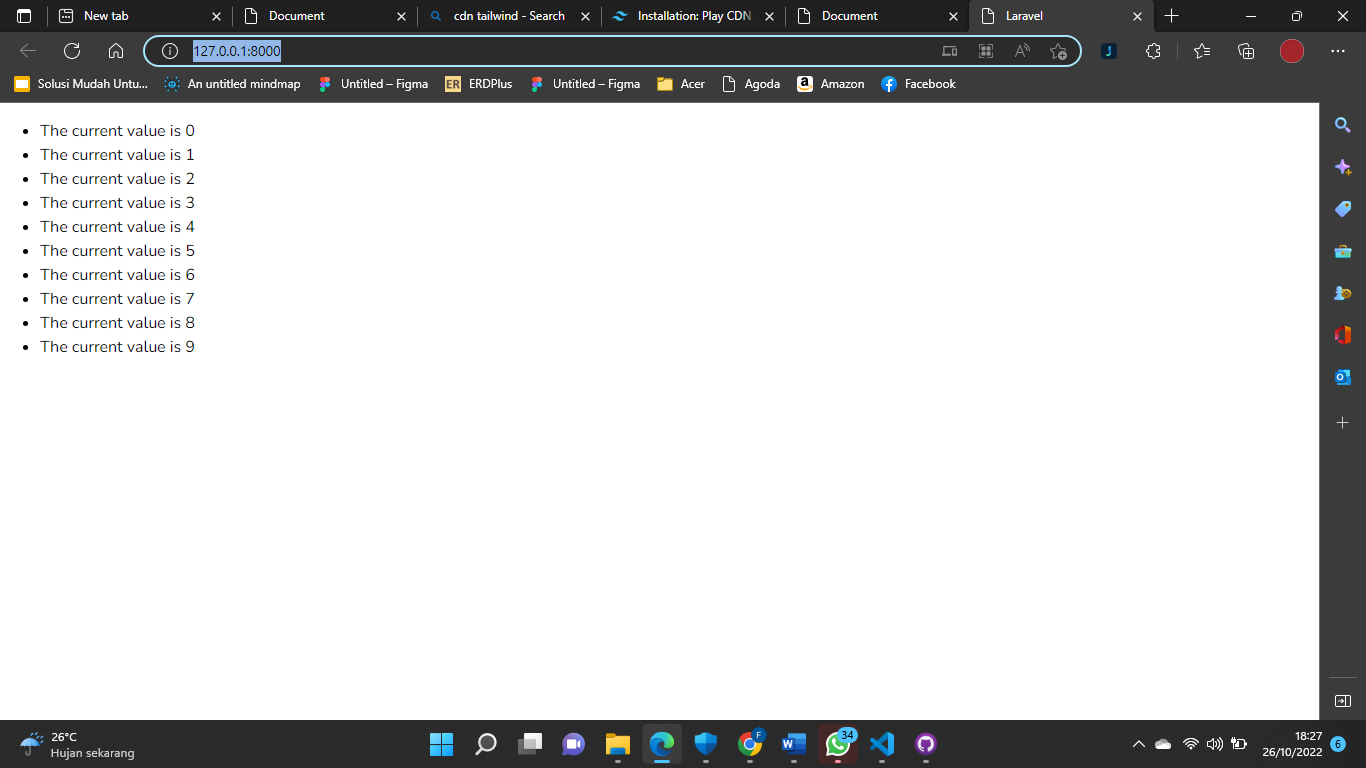 New tab
Document
cdn tailwind - Search
Installation: Play CDN
Document
Laravel
127.0.0.1:8000
J
Solusi Mudah Untu...
An untitled mindmap
Untitled – Figma
ER
ERDPlus
Untitled – Figma
Acer
Agoda
Amazon
Facebook
The current value is 0
The current value is 1
The current value is 2
The current value is 3
The current value is 4
The current value is 5
The current value is 6
The current value is 7
The current value is 8
The current value is 9
26°C
Hujan sekarang
F
34
18:27
26/10/2022
6